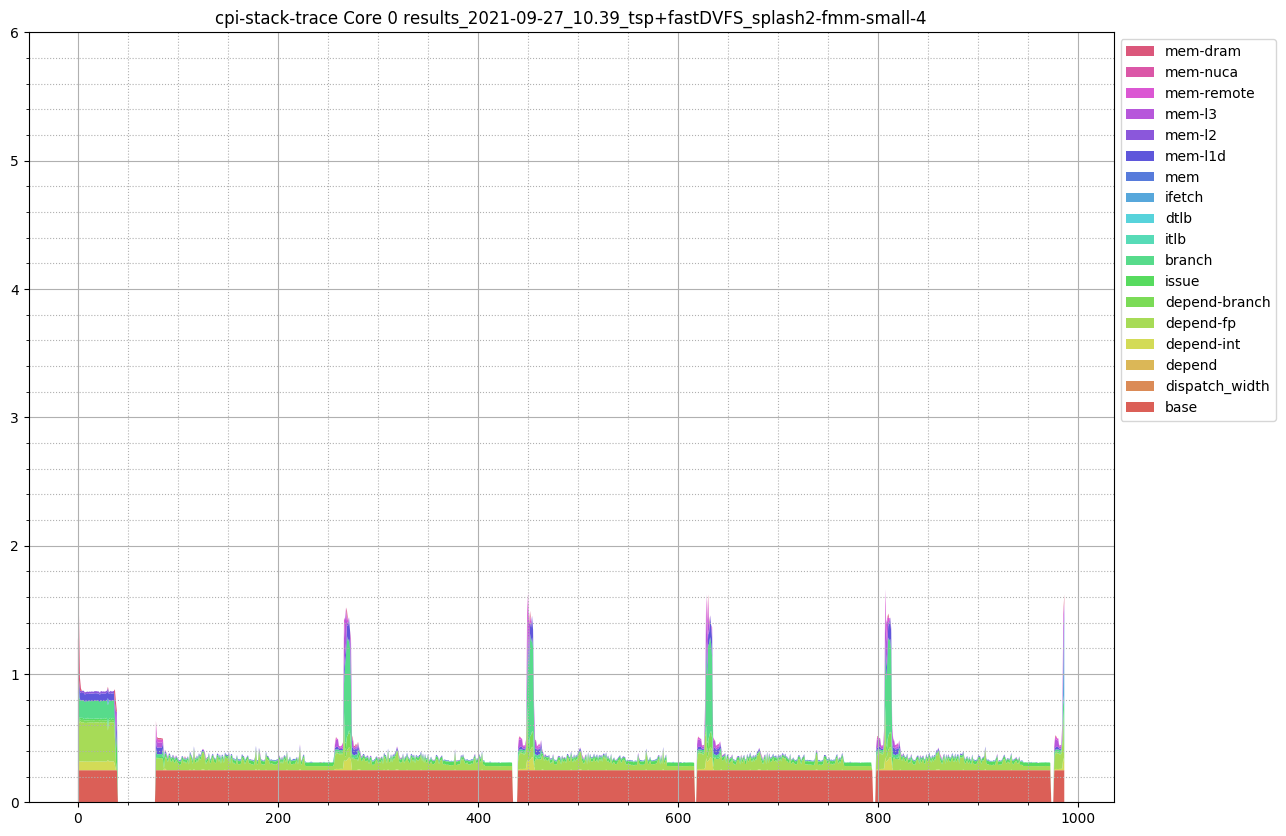 cpi-stack-trace Core 0 results_2021-09-27_10.39_tsp+fastDVFS_splash2-fmm-small-4
6
5
4
3
2
1
0
0 200 400 600 800 1000
mem-dram
mem-nuca
mem-remote
mem-l3
mem-l2
mem-l1d
mem
ifetch
dtlb
itlb
branch
issue
depend-branch
depend-fp
depend-int
depend
dispatch_width
base